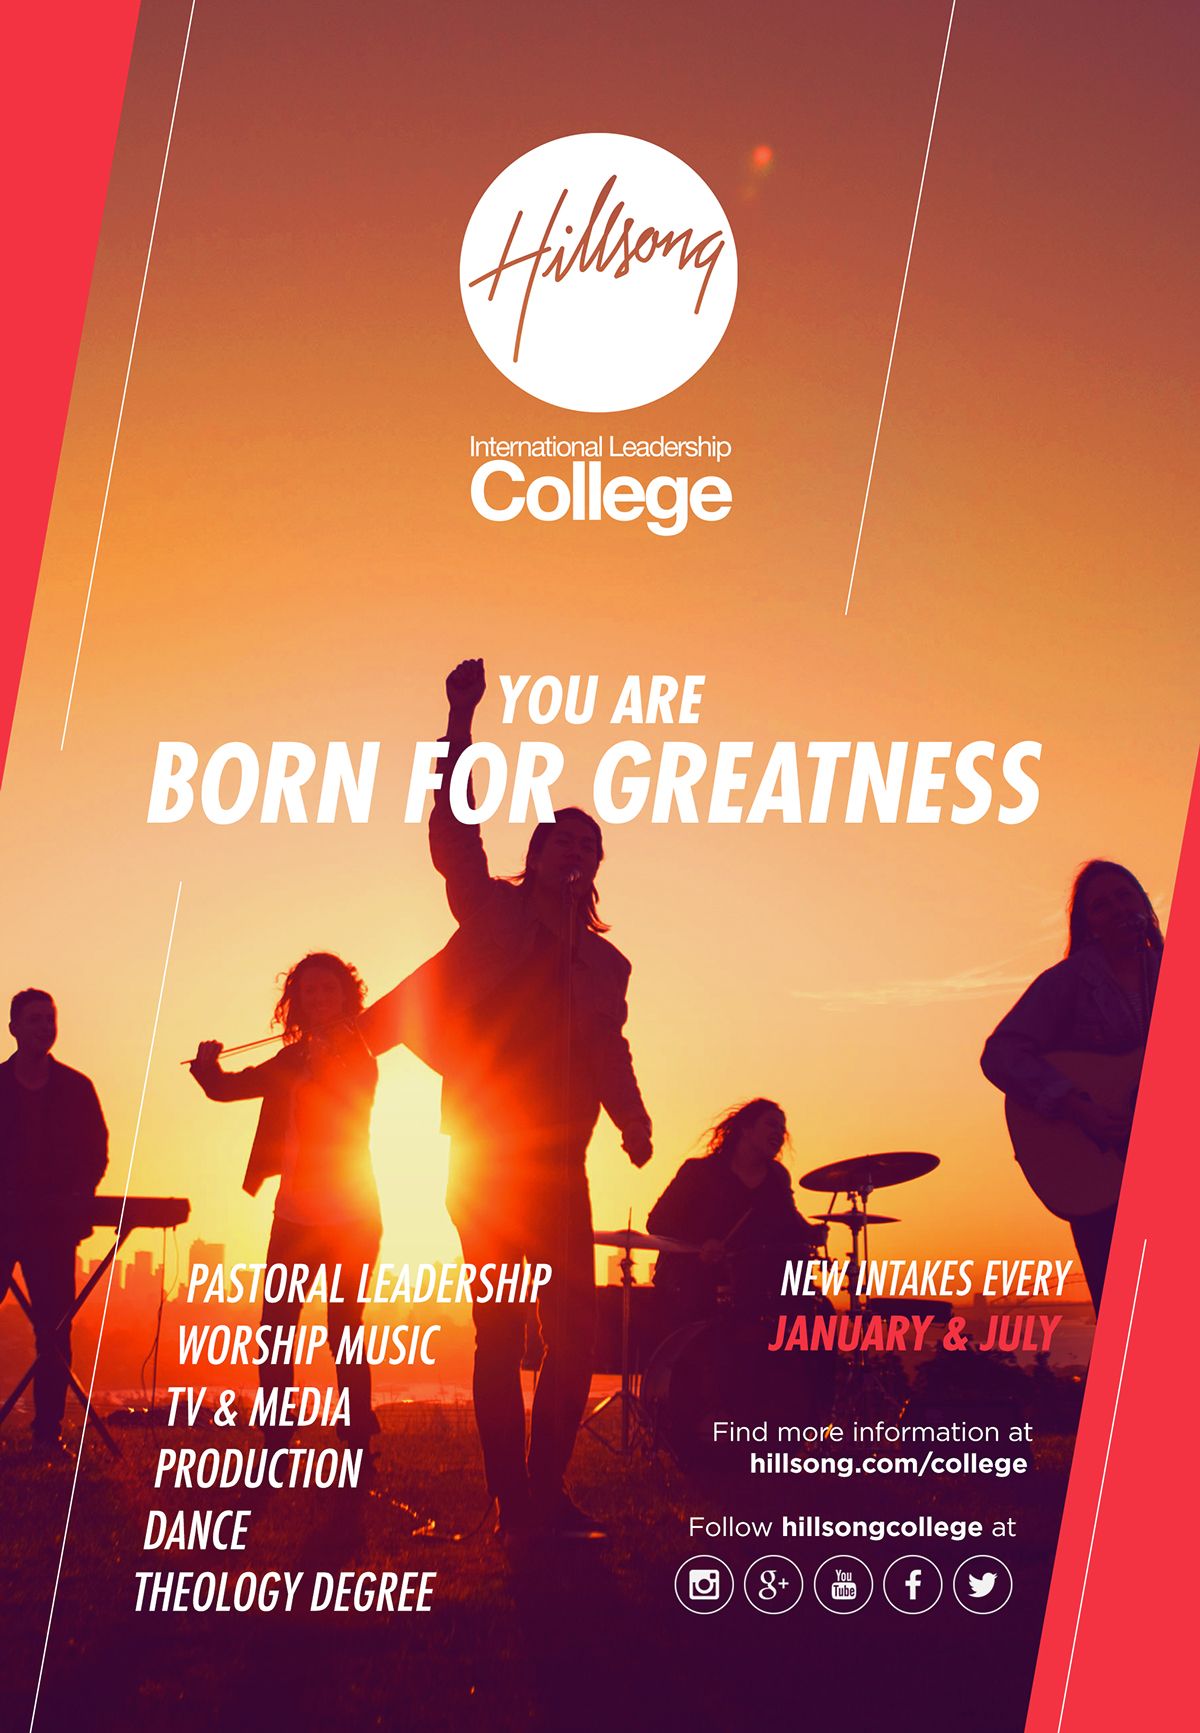 Hillsong
International Leadership
College
YOU ARE
BORN FOR GREATNESS
PASTORAL LEADERSHIP
WORSHIP MUSIC
TV & MEDIA
PRODUCTION
DANCE
THEOLOGY DEGREE
NEW INTAKES EVERY
JANUARY & JULY
Find more information at
hillsong.com/college
Follow hillsongcollege at
g+
You
Tube
f